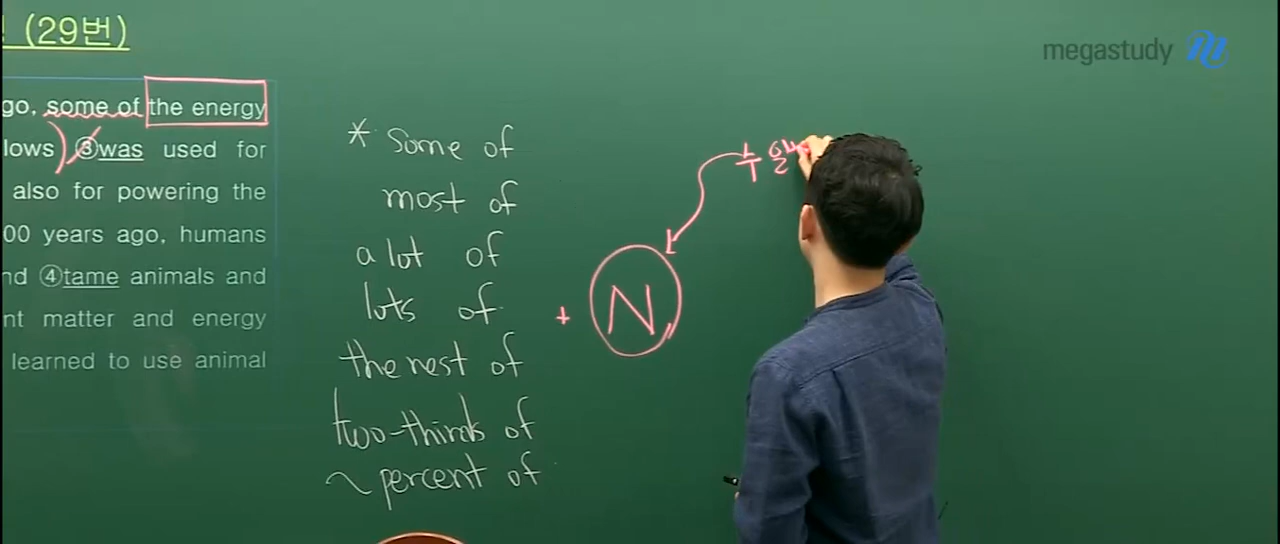 (29번)
megastudy
go, some of the energy
lows) ③was used for
also for powering the
00 years ago, humans
nd ④tame animals and
nt matter and energy
learned to use animal
* Some of
most of
a lot of
lots of
the rest of
two-thirds of
~ percent of
+ N
주